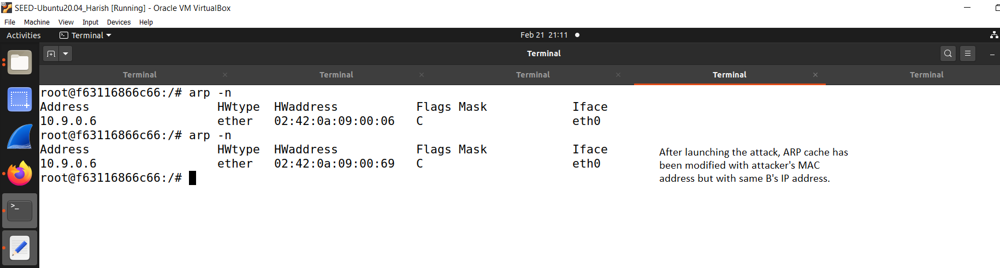 SEED-Ubuntu20.04_Harish [Running] - Oracle VM VirtualBox
File Machine View Input Devices Help
Activities Terminal Feb 21 21:11
Terminal
Terminal Terminal Terminal Terminal Terminal
root@f63116866c66:/# arp -n
Address HWtype HWaddress Flags Mask Iface
10.9.0.6 ether 02:42:0a:09:00:06 C eth0
root@f63116866c66:/# arp -n
Address HWtype HWaddress Flags Mask Iface
10.9.0.6 ether 02:42:0a:09:00:69 C eth0
root@f63116866c66:/#
After launching the attack, ARP cache has
been modified with attacker's MAC
address but with same B's IP address.